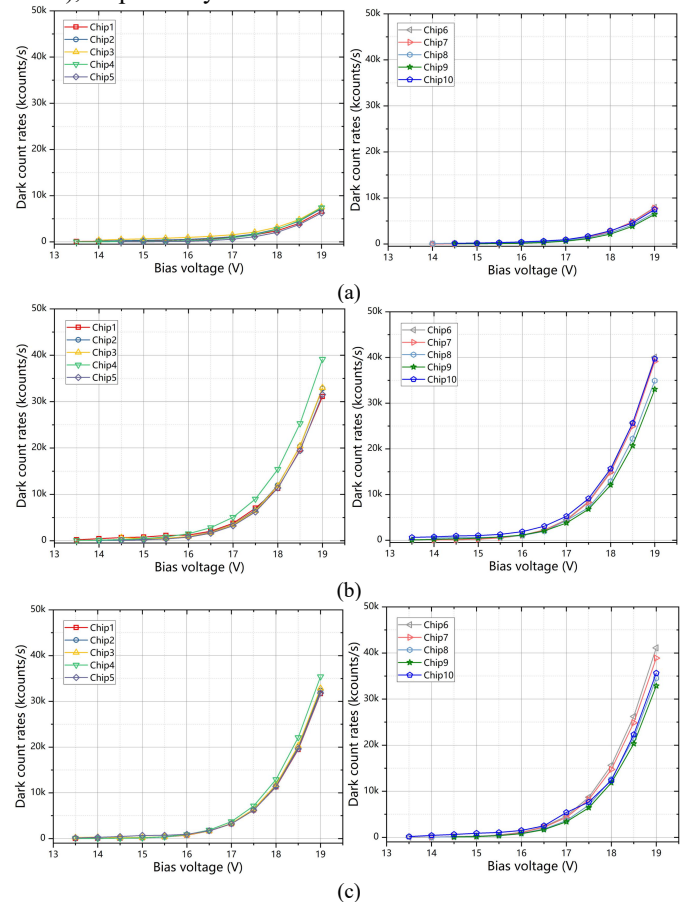 50k
40k
30k
20k
10k
0
Dark count rates (kcounts/s)
Chip1
Chip2
Chip3
Chip4
Chip5
13 14 15 16 17 18 19
Bias voltage (V)
50k
40k
30k
20k
10k
0
Dark count rates (kcounts/s)
Chip6
Chip7
Chip8
Chip9
Chip10
13 14 15 16 17 18 19
Bias voltage (V)
(a)
50k
40k
30k
20k
10k
0
Dark count rates (kcounts/s)
Chip1
Chip2
Chip3
Chip4
Chip5
13 14 15 16 17 18 19
Bias voltage (V)
50k
40k
30k
20k
10k
0
Dark count rates (kcounts/s)
Chip6
Chip7
Chip8
Chip9
Chip10
13 14 15 16 17 18 19
Bias voltage (V)
(b)
50k
40k
30k
20k
10k
0
Dark count rates (kcounts/s)
Chip1
Chip2
Chip3
Chip4
Chip5
13 14 15 16 17 18 19
Bias voltage (V)
50k
40k
30k
20k
10k
0
Dark count rates (kcounts/s)
Chip6
Chip7
Chip8
Chip9
Chip10
13 14 15 16 17 18 19
Bias voltage (V)
(c)